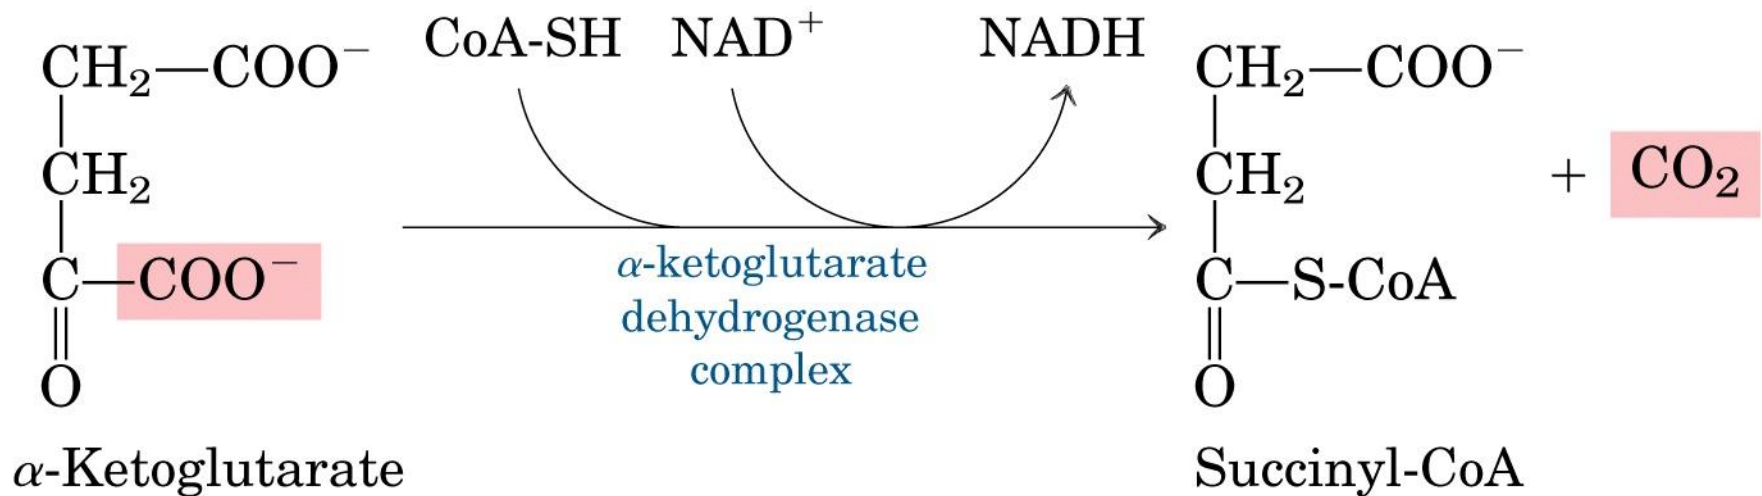 CH₂—COO⁻ CoA-SH NAD⁺ NADH CH₂—COO⁻
CH₂ CH₂ + CO₂
C—COO⁻ α-ketoglutarate C—S-CoA
dehydrogenase
O complex O
α-Ketoglutarate Succinyl-CoA